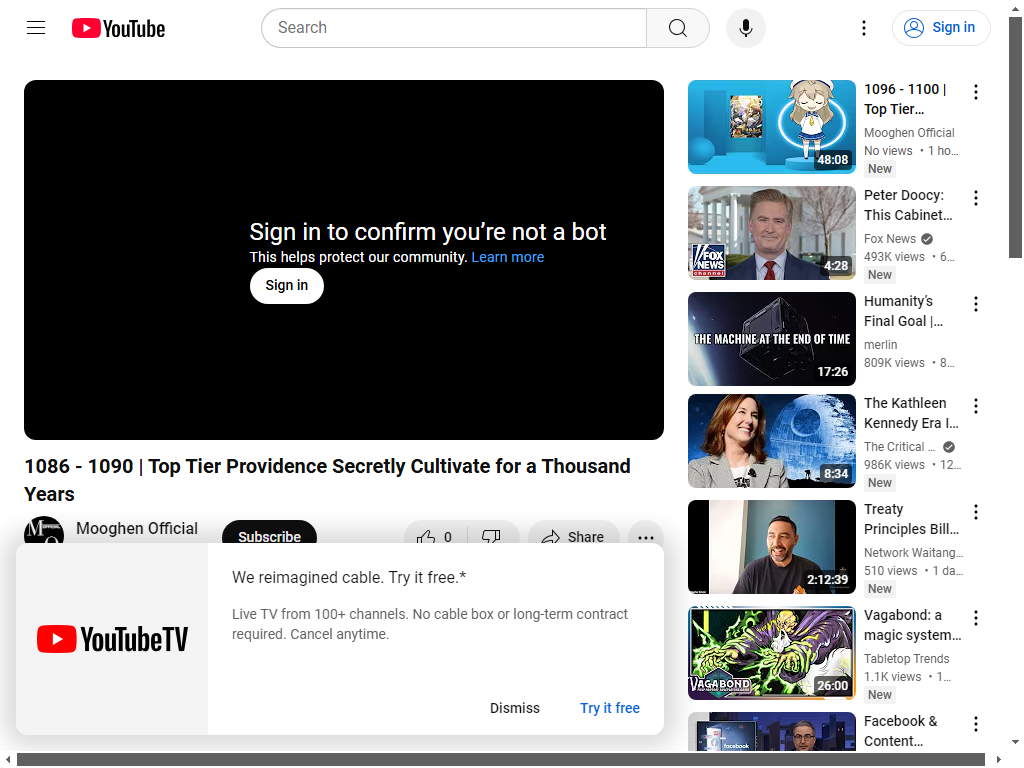 YouTube
Search
Sign in
Sign in to confirm you’re not a bot
This helps protect our community. Learn more
Sign in
1086 - 1090 | Top Tier Providence Secretly Cultivate for a Thousand
Years
Mooghen Official
Subscribe
0
Share
We reimagined cable. Try it free.*
Live TV from 100+ channels. No cable box or long-term contract
required. Cancel anytime.
YouTubeTV
Dismiss
Try it free
48:08
1096 - 1100 |
Top Tier…
Mooghen Official
No views • 1 ho…
New
FOX
NEWS
channel
4:28
Peter Doocy:
This Cabinet…
Fox News
493K views • 6…
New
THE MACHINE AT THE END OF TIME
17:26
Humanity’s
Final Goal |…
merlin
809K views • 8…
8:34
The Kathleen
Kennedy Era I…
The Critical …
986K views • 12…
New
2:12:39
Treaty
Principles Bill…
Network Waitang…
510 views • 1 da…
New
VAGABOND
26:00
Vagabond: a
magic system…
Tabletop Trends
1.1K views • 1…
New
facebook
Facebook &
Content…